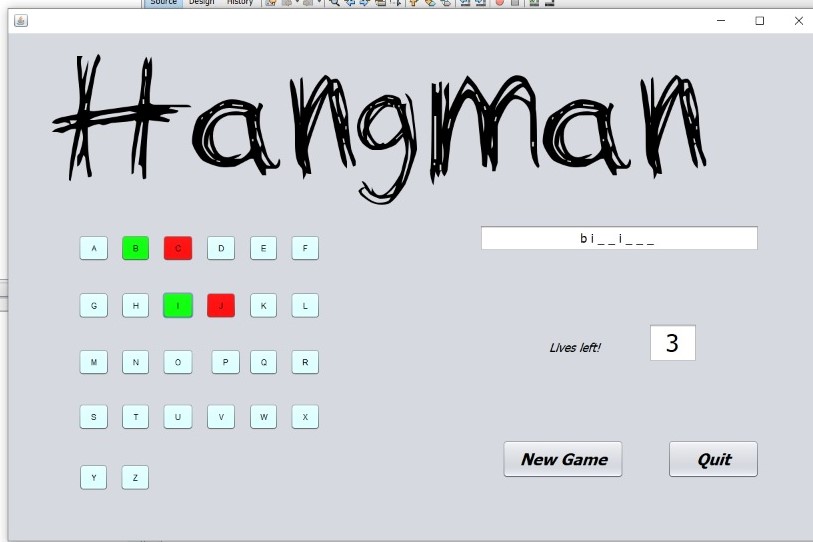 Source Design History
Hangman
A B C D E F
b i _ _ i _ _ _
G H I J K L
Lives left! 3
M N O P Q R
S T U V W X
New Game Quit
Y Z